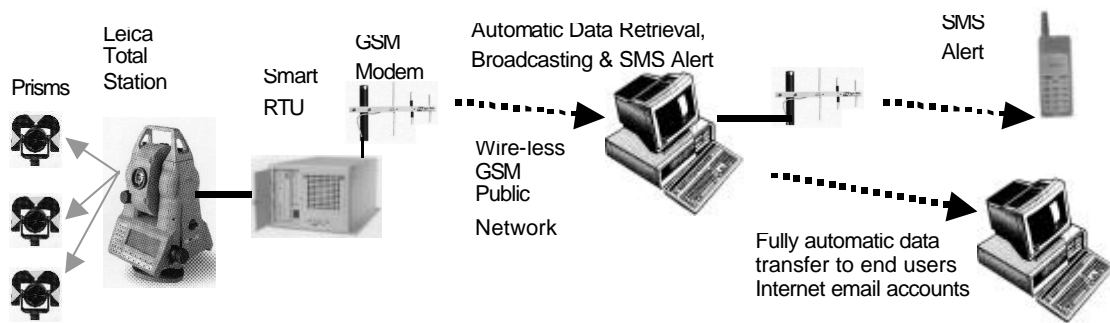 Prisms
Leica
Total
Station
Smart
RTU
GSM
Modem
Automatic Data Retrieval,
Broadcasting & SMS Alert
Wire-less
GSM
Public
Network
SMS
Alert
Fully automatic data
transfer to end users
Internet email accounts